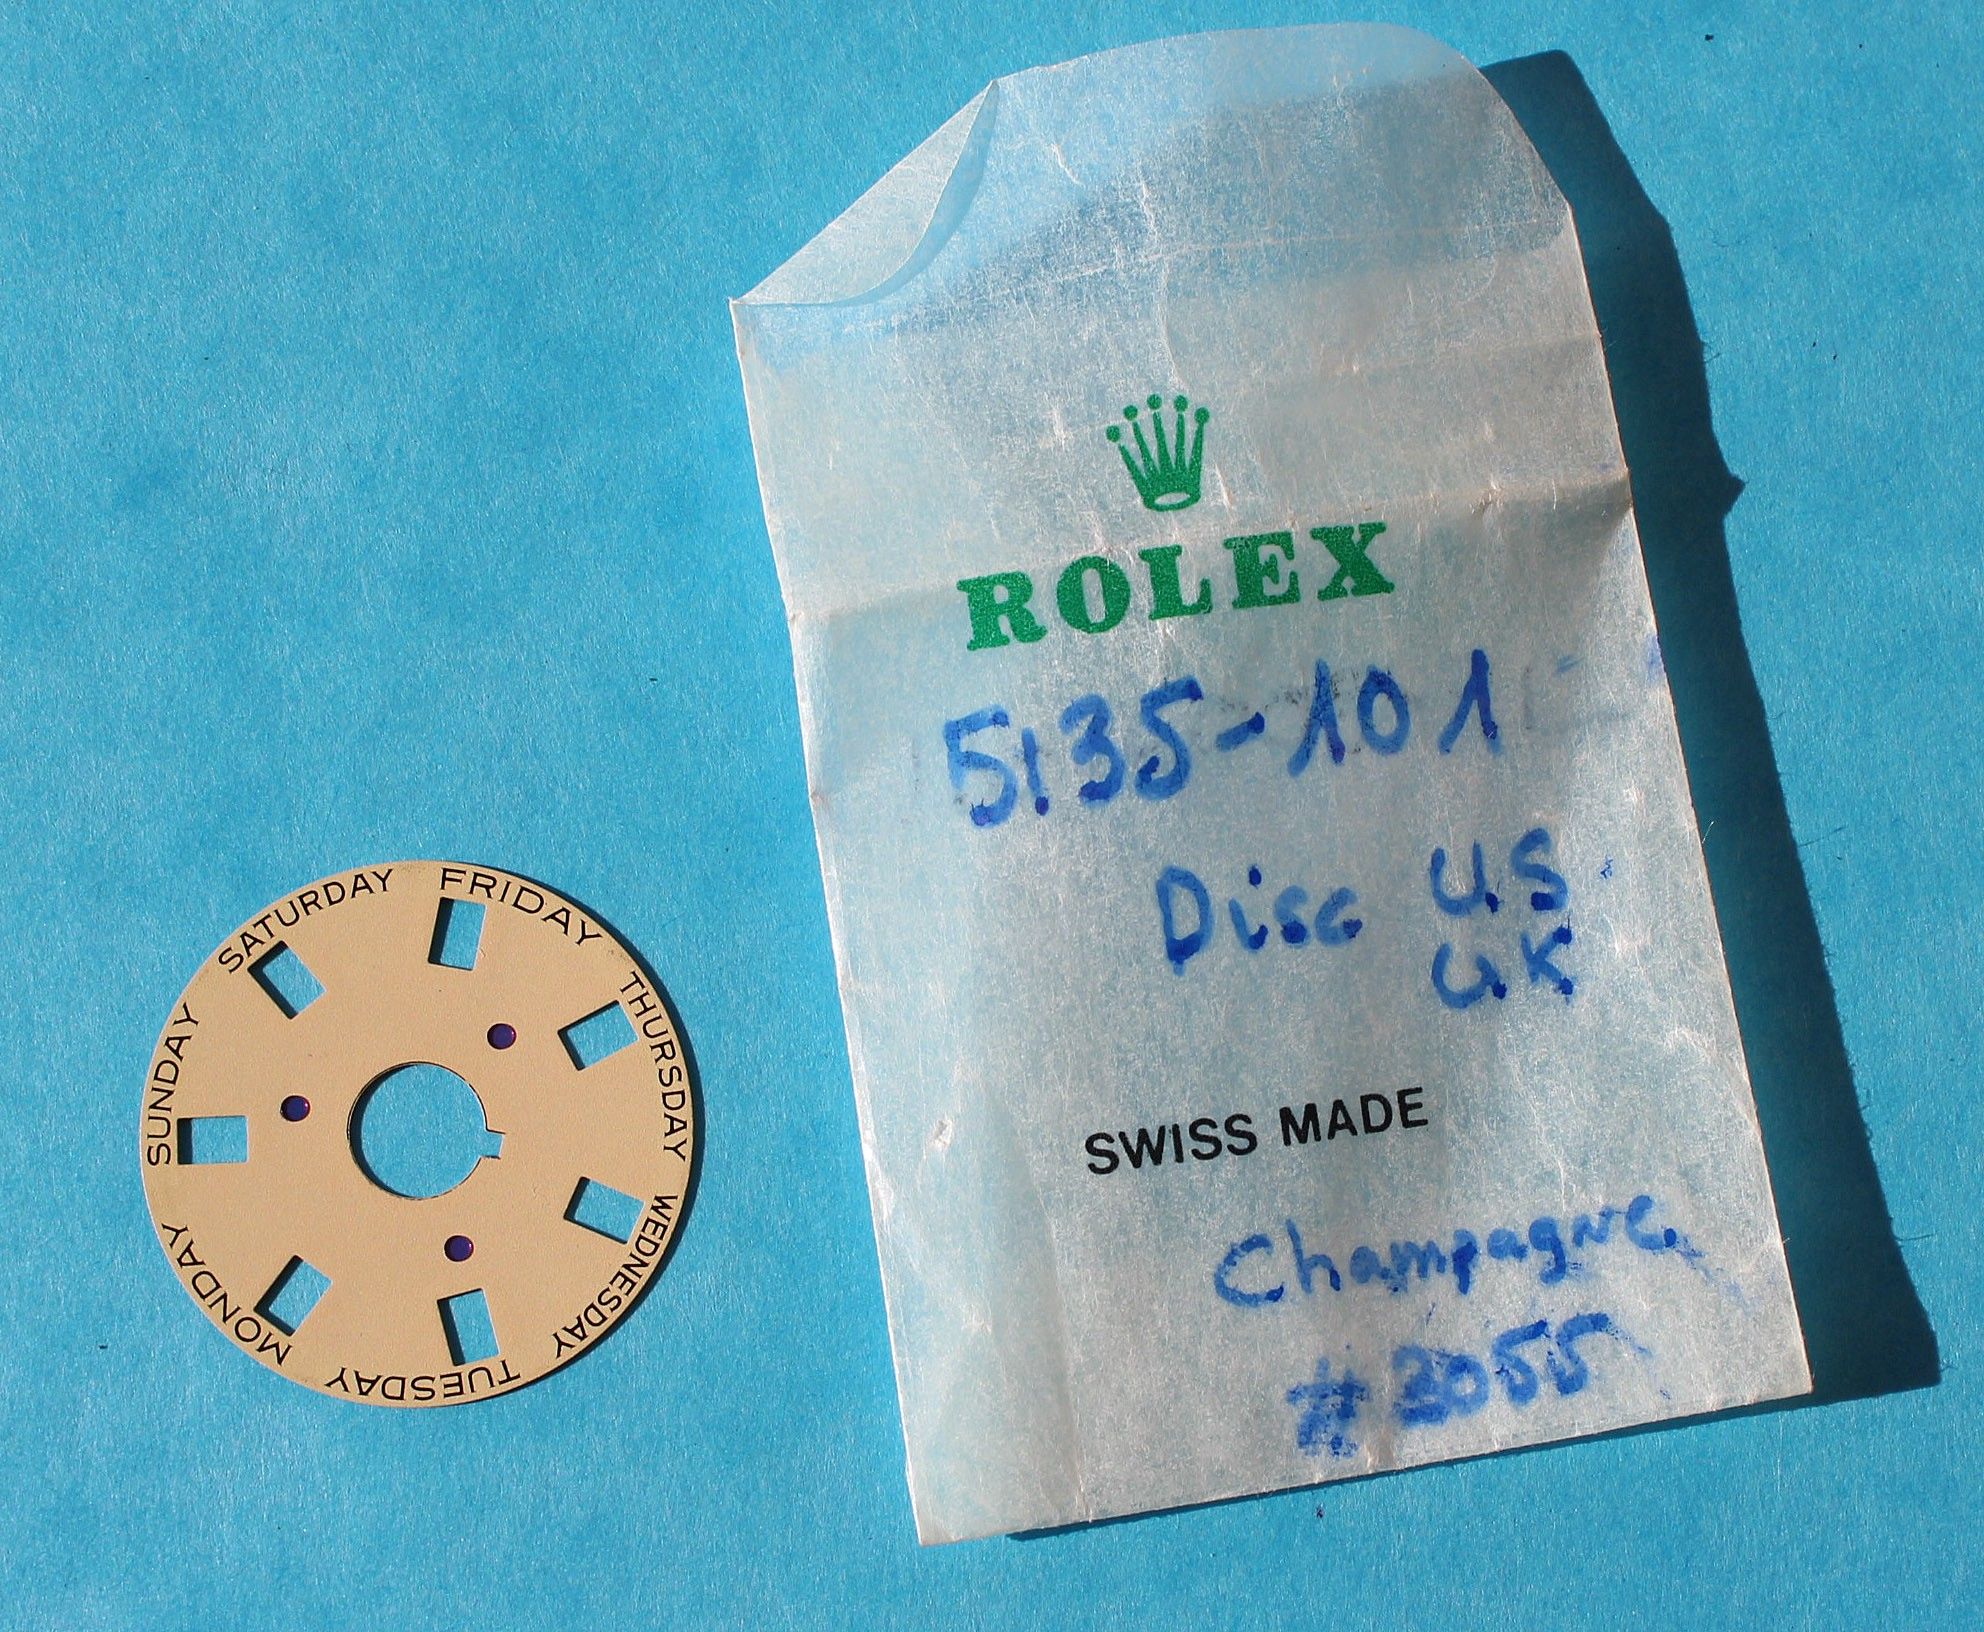 ROLEX
5135-101
Disc U.S
U.K
SWISS MADE
Champagne
# 3055
SUNDAY
SATURDAY
FRIDAY
THURSDAY
WEDNESDAY
TUESDAY
MONDAY